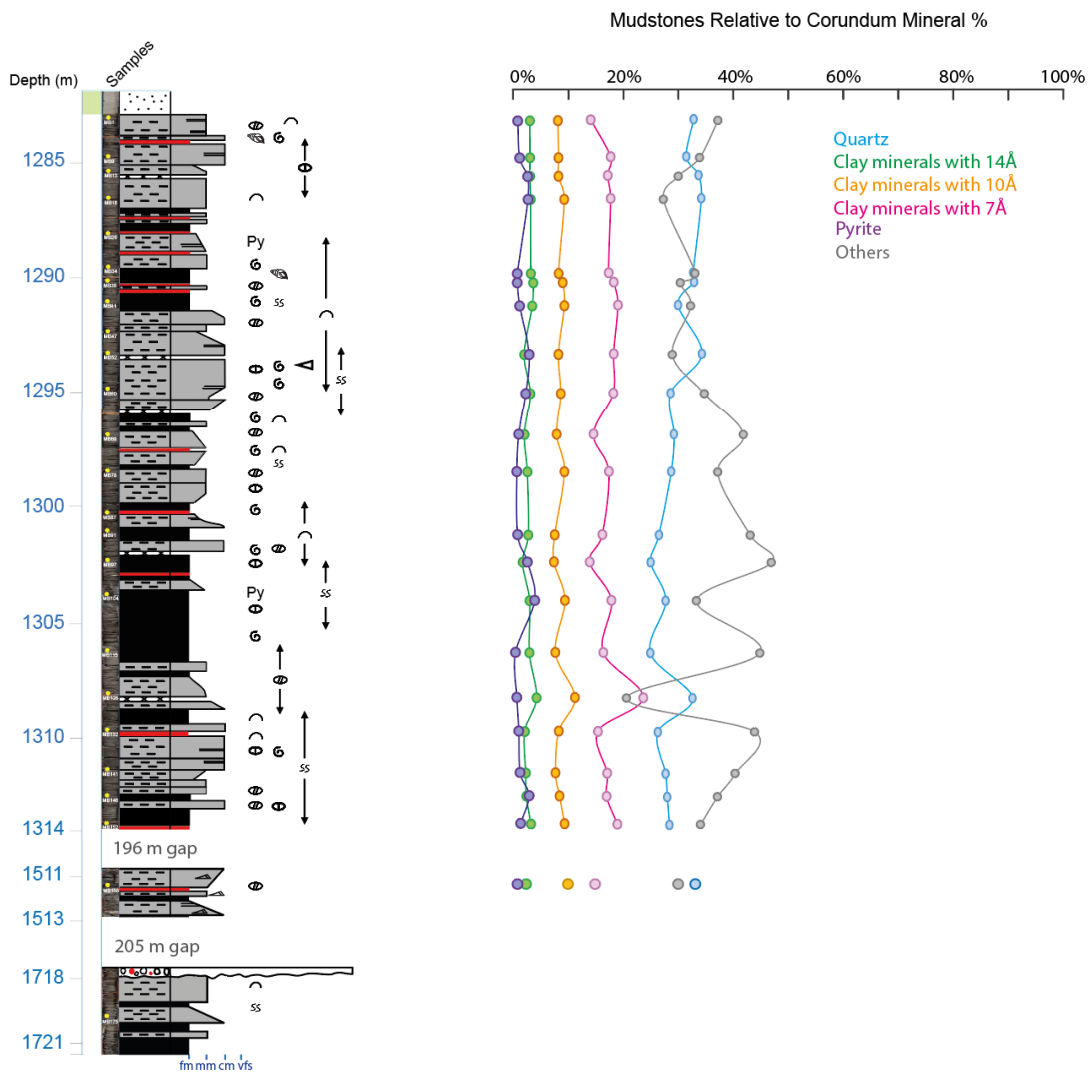 Mudstones Relative to Corundum Mineral %
Depth (m)
Samples
0%
20%
40%
60%
80%
100%
Quartz
Clay minerals with 14Å
Clay minerals with 10Å
Clay minerals with 7Å
Pyrite
Others
1285
1290
1295
1300
1305
1310
1314
196 m gap
1511
1513
205 m gap
1718
1721
Py
ss
ss
ss
Py
ss
ss
ss
fm mm cm vfs